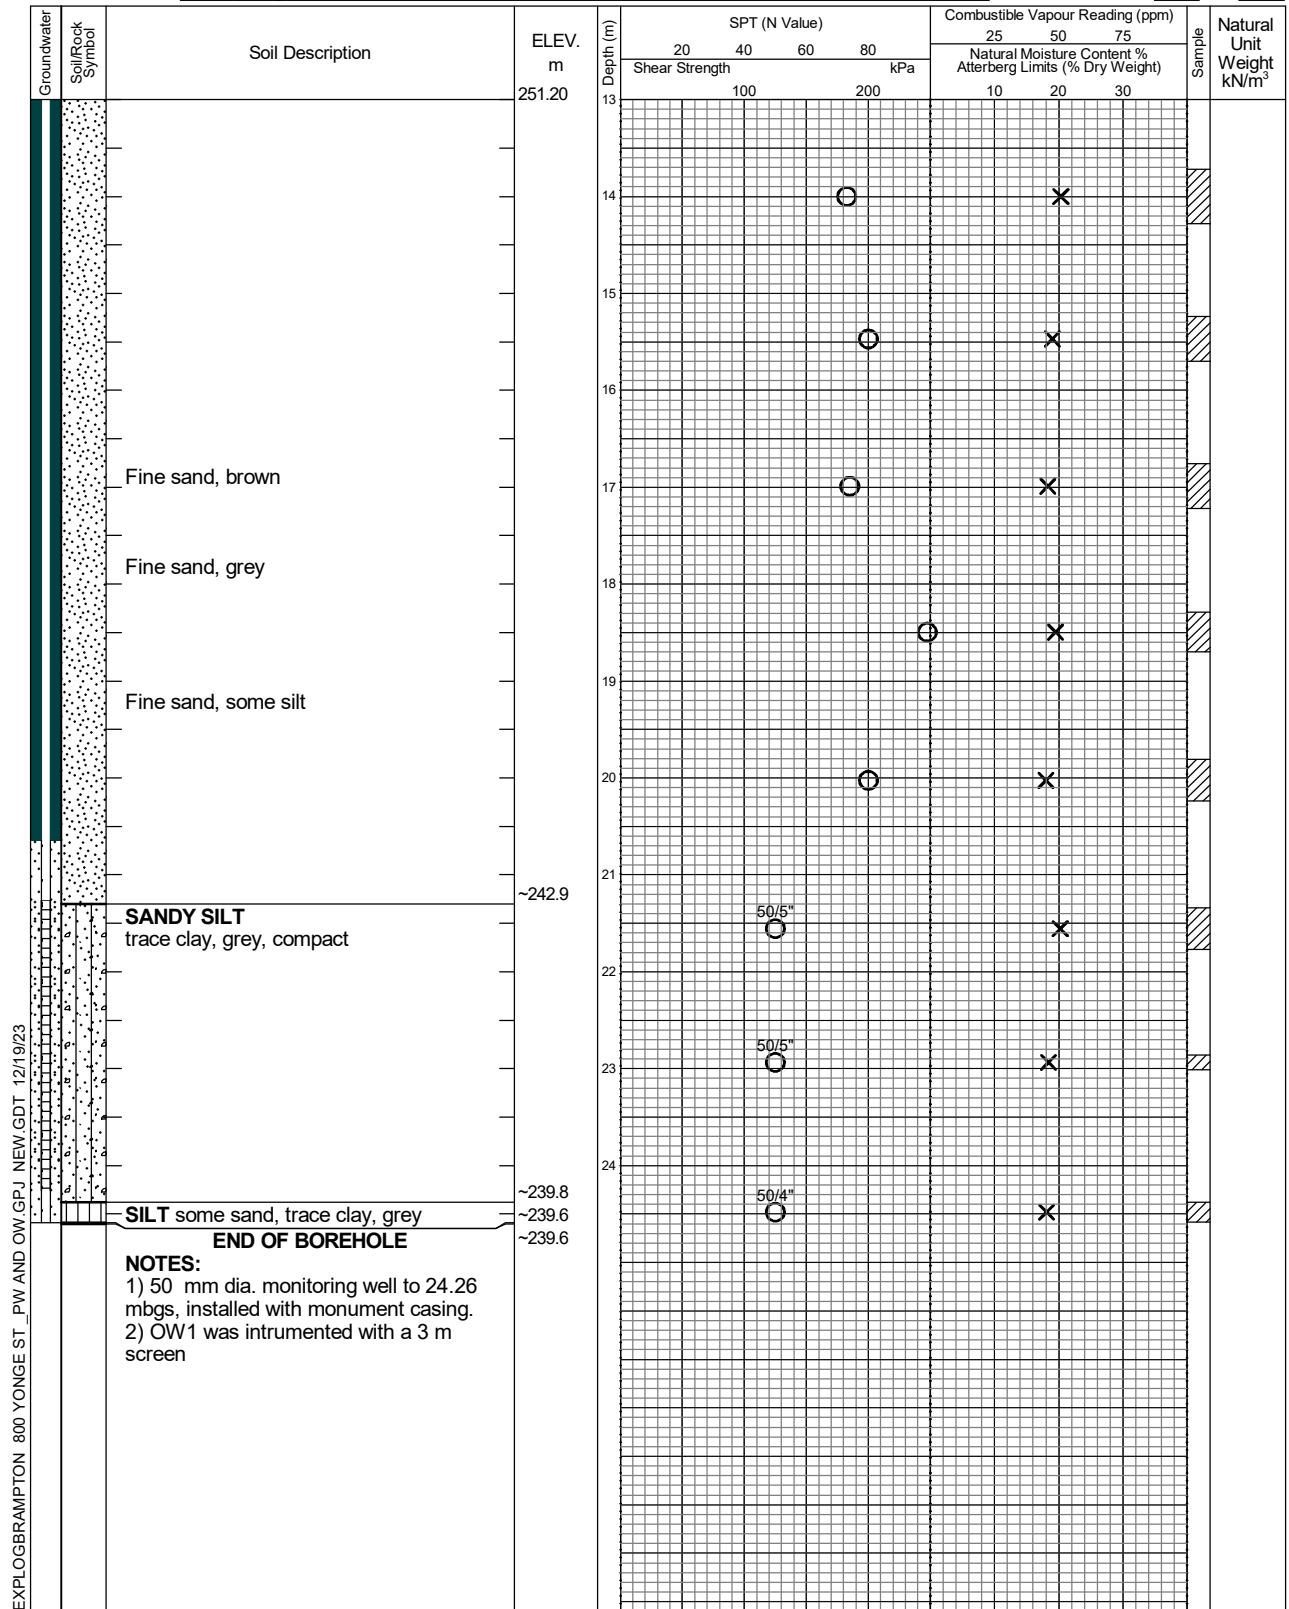 Groundwater
Soil/Rock
Symbol
Soil Description
ELEV.
m
Depth (m)
SPT (N Value)
20 40 60 80
Shear Strength kPa
100 200
Combustible Vapour Reading (ppm)
25 50 75
Natural Moisture Content %
Atterberg Limits (% Dry Weight)
10 20 30
Sample
Natural
Unit
Weight
kN/m³
251.20
13
14
15
16
Fine sand, brown
17
Fine sand, grey
18
19
Fine sand, some silt
20
21
~242.9
SANDY SILT
trace clay, grey, compact
50/5"
22
50/5"
23
24
~239.8
50/4"
SILT some sand, trace clay, grey
~239.6
END OF BOREHOLE
~239.6
NOTES:
1) 50 mm dia. monitoring well to 24.26
mbgs, installed with monument casing.
2) OW1 was intrumented with a 3 m
screen
EXPLOGBRAMPTON 800 YONGE ST _PW AND OW.GPJ NEW.GDT 12/19/23